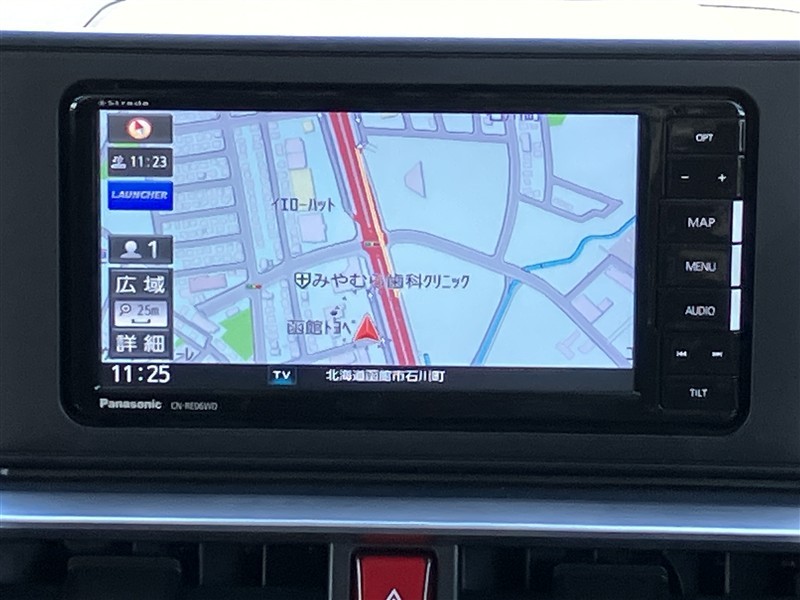 Strada
OPT
11:23
− +
LAUNCHER
イエローハット
MAP
1
MENU
広域
みやむら歯科クリニック
25m
AUDIO
函館トヨペ
詳細
11:25
TV
北海道函館市石川町
TILT
Panasonic CN-RE06WD